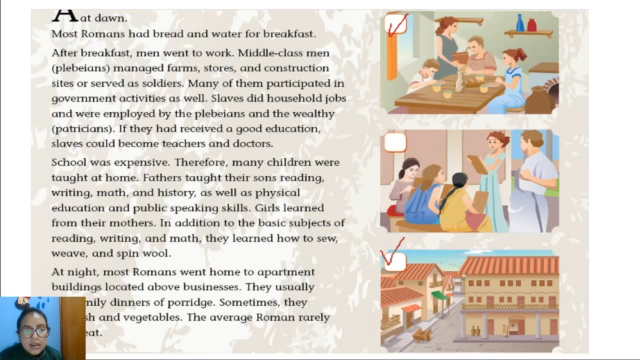 A at dawn.
Most Romans had bread and water for breakfast.
After breakfast, men went to work. Middle-class men
(plebeians) managed farms, stores, and construction
sites or served as soldiers. Many of them participated in
government activities as well. Slaves did household jobs
and were employed by the plebeians and the wealthy
(patricians). If they had received a good education,
slaves could become teachers and doctors.
School was expensive. Therefore, many children were
taught at home. Fathers taught their sons reading,
writing, math, and history, as well as physical
education and public speaking skills. Girls learned
from their mothers. In addition to the basic subjects of
reading, writing, and math, they learned how to sew,
weave, and spin wool.
At night, most Romans went home to apartment
buildings located above businesses. They usually
dinners of porridge. Sometimes, they
and vegetables. The average Roman rarely